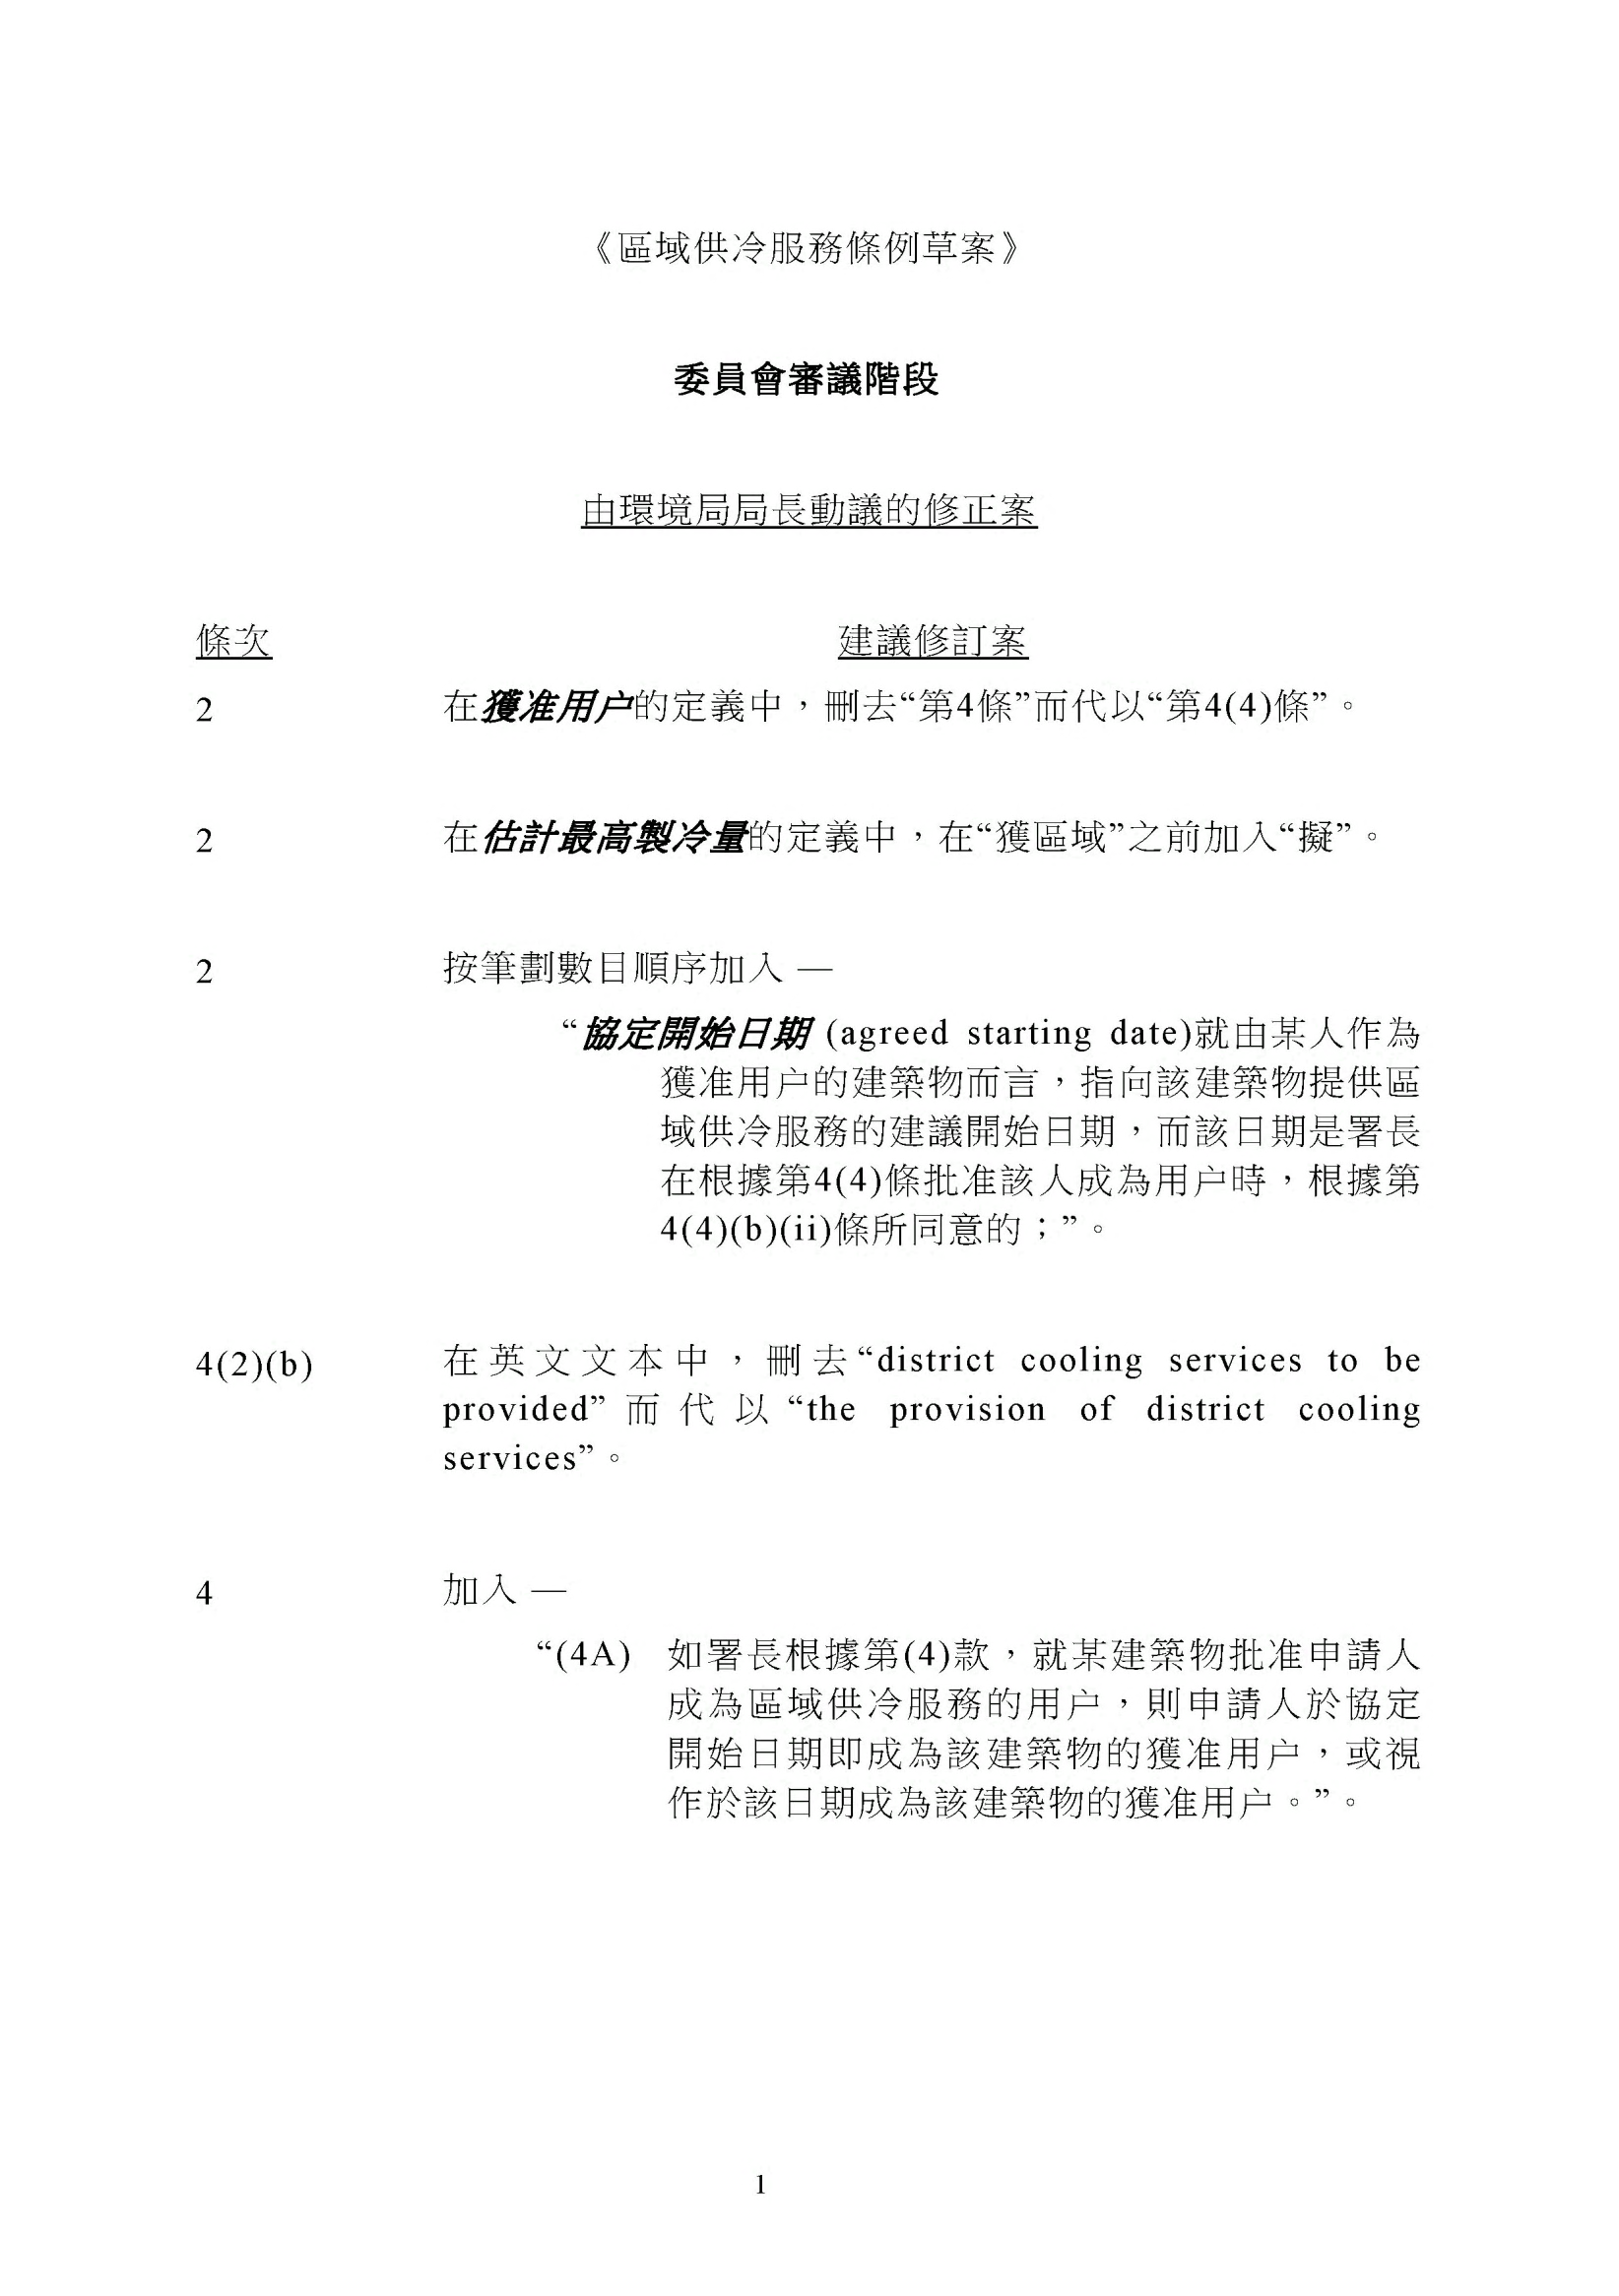 《區域供冷服務條例草案》
委員會審議階段
由環境局局長動議的修正案
條次 建議修訂案
2 在獲准用户的定義中，刪去“第4條”而代以“第4(4)條”。
2 在估計最高製冷量的定義中，在“獲區域”之前加入“擬”。
2 按筆劃數目順序加入 —
“協定開始日期 (agreed starting date)就由某人作為
獲准用户的建築物而言，指向該建築物提供區
域供冷服務的建議開始日期，而該日期是署長
在根據第4(4)條批准該人成為用户時，根據第
4(4)(b)(ii)條所同意的；”。
4(2)(b) 在英文文本中，刪去“district cooling services to be
provided”而代以“the provision of district cooling
services”。
4 加入 —
“(4A) 如署長根據第(4)款，就某建築物批准申請人
成為區域供冷服務的用户，則申請人於協定
開始日期即成為該建築物的獲准用户，或視
作於該日期成為該建築物的獲准用户。”。
1